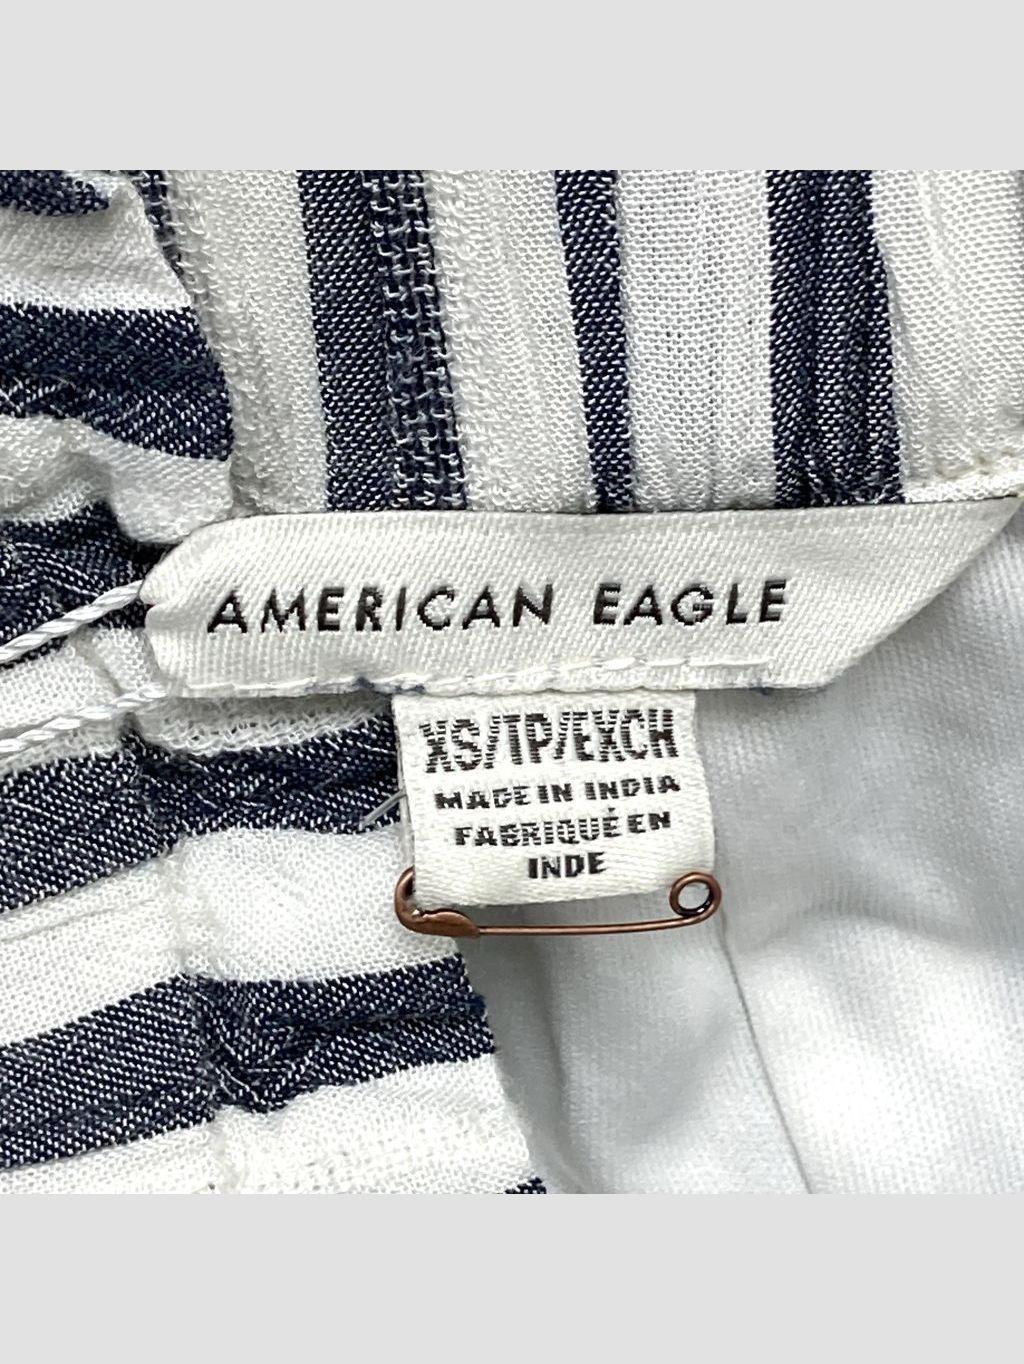 AMERICAN EAGLE
XS/TP/EXCH
MADE IN INDIA
FABRIQUÉ EN
INDE